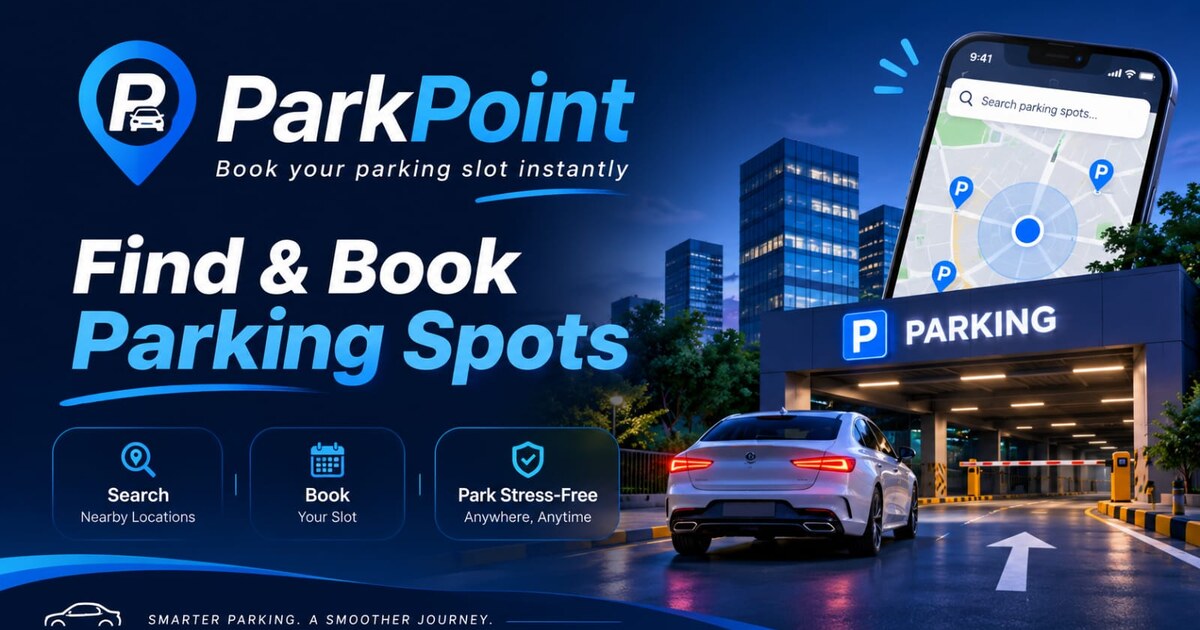 P
ParkPoint
Book your parking slot instantly
Find & Book
Parking Spots
Search
Nearby Locations
Book
Your Slot
Park Stress-Free
Anywhere, Anytime
SMARTER PARKING. A SMOOTHER JOURNEY.
9:41
Search parking spots...
P
P
P
P PARKING